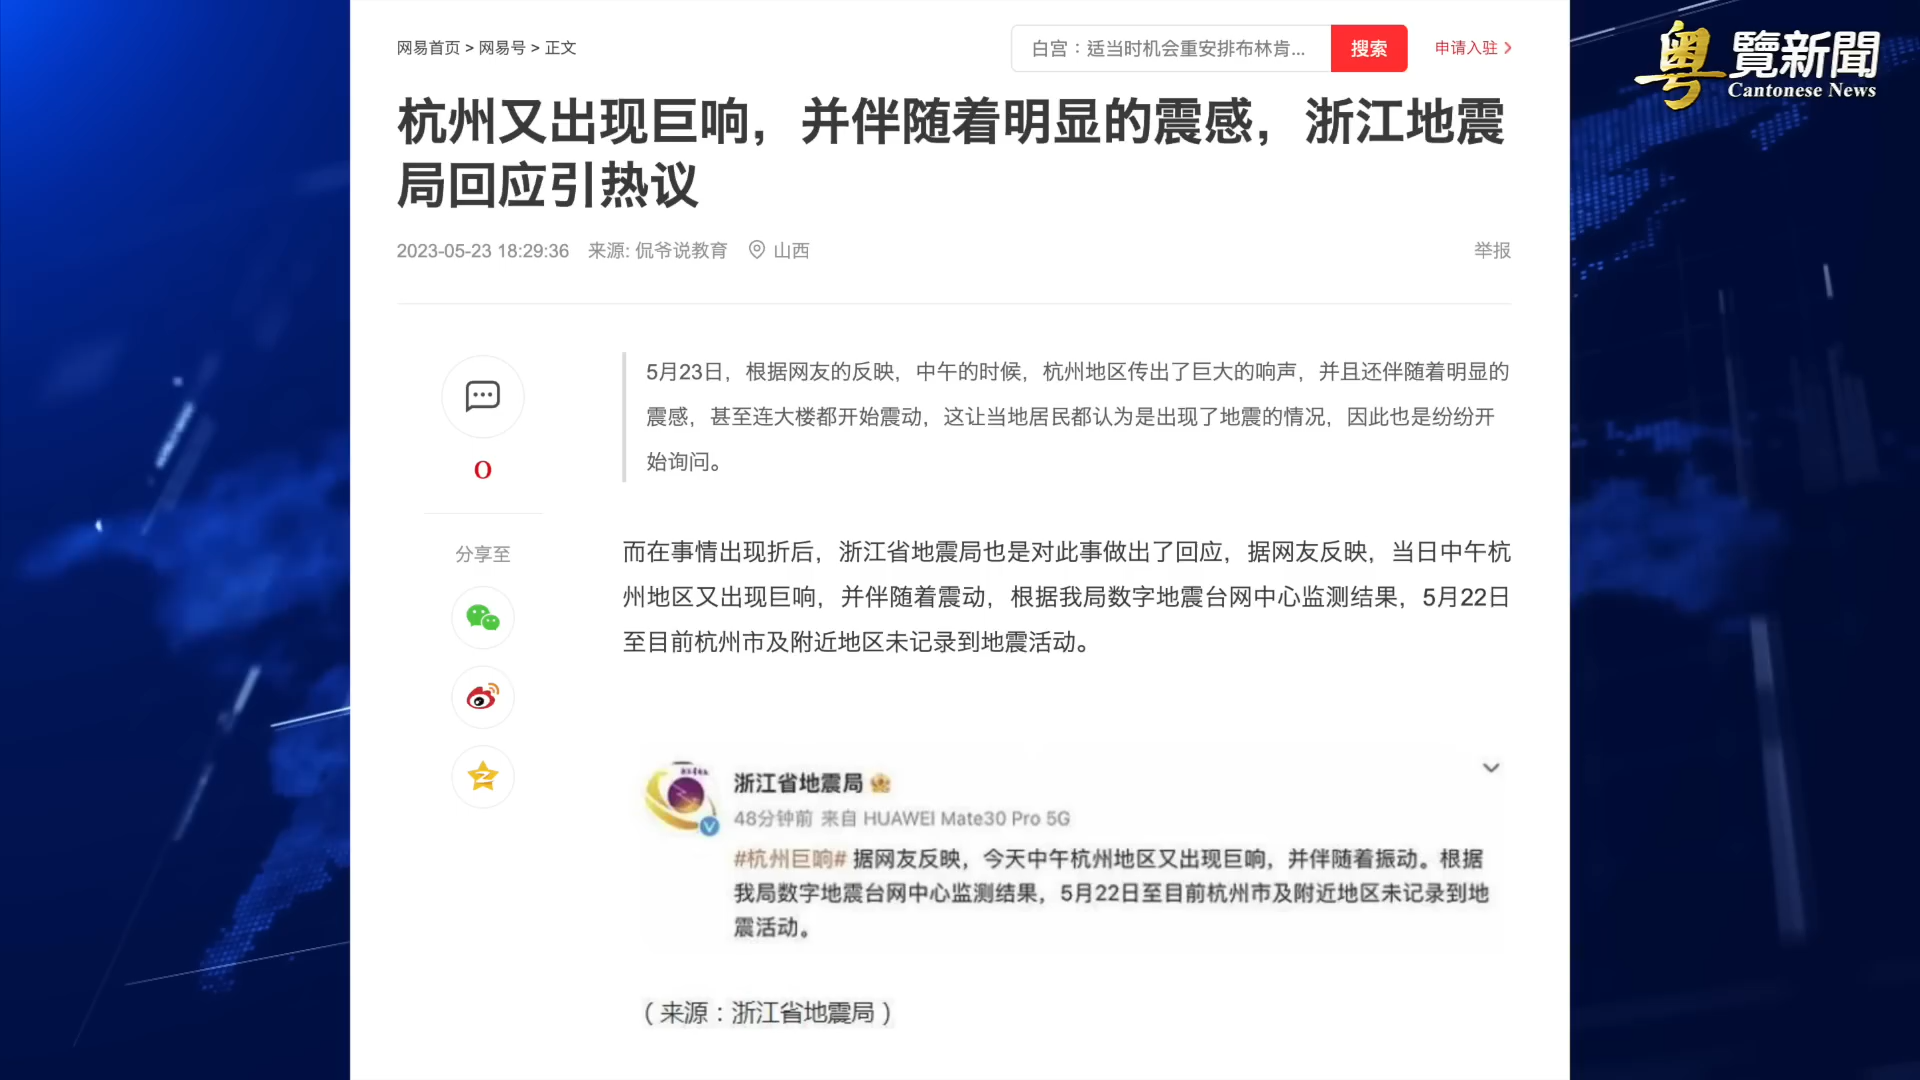 网易首页 > 网易号 > 正文
白宫：适当时机会重安排布林肯...
搜索
申请入驻
粤覽新聞
Cantonese News
杭州又出现巨响，并伴随着明显的震感，浙江地震
局回应引热议
2023-05-23 18:29:36 来源: 侃爷说教育 山西
举报
5月23日，根据网友的反映，中午的时候，杭州地区传出了巨大的响声，并且还伴随着明显的
震感，甚至连大楼都开始震动，这让当地居民都认为是出现了地震的情况，因此也是纷纷开
始询问。
0
分享至
而在事情出现折后，浙江省地震局也是对此事做出了回应，据网友反映，当日中午杭
州地区又出现巨响，并伴随着震动，根据我局数字地震台网中心监测结果，5月22日
至目前杭州市及附近地区未记录到地震活动。
浙江省地震局
48分钟前 来自 HUAWEI Mate30 Pro 5G
#杭州巨响# 据网友反映，今天中午杭州地区又出现巨响，并伴随着振动。根据
我局数字地震台网中心监测结果，5月22日至目前杭州市及附近地区未记录到地
震活动。
（来源：浙江省地震局）